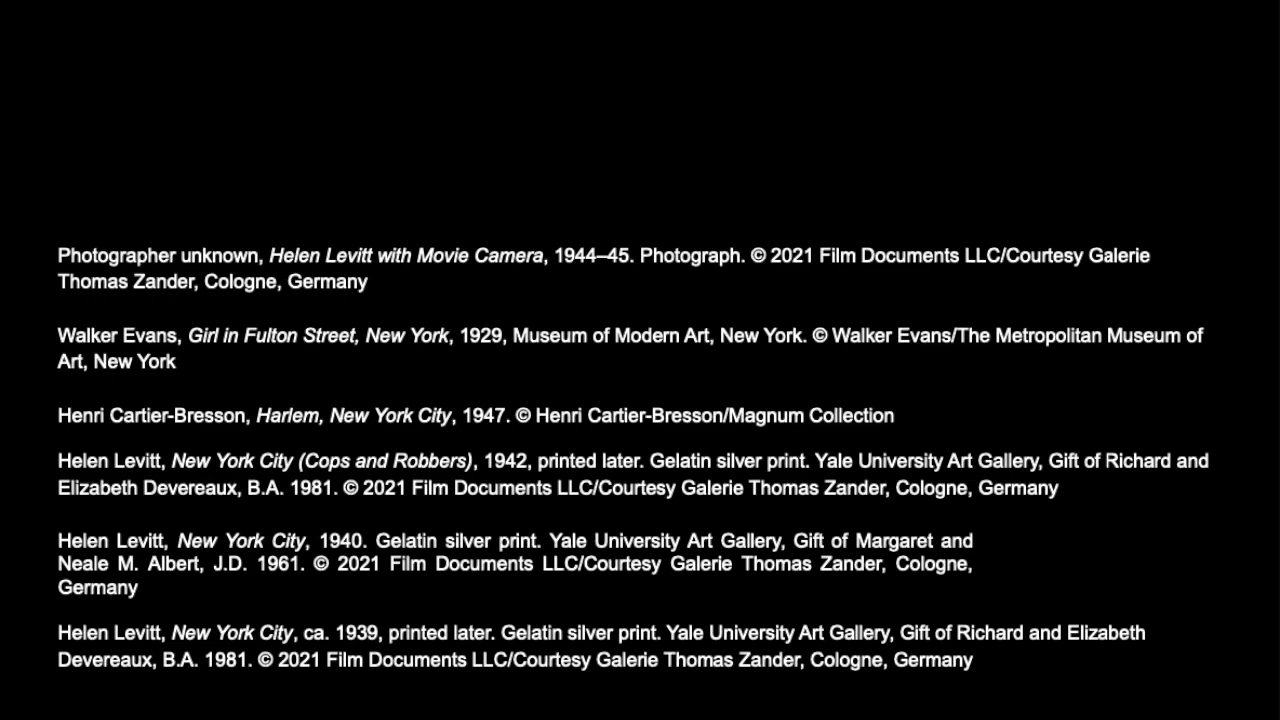 Photographer unknown, Helen Levitt with Movie Camera, 1944–45. Photograph. © 2021 Film Documents LLC/Courtesy Galerie
Thomas Zander, Cologne, Germany
Walker Evans, Girl in Fulton Street, New York, 1929, Museum of Modern Art, New York. © Walker Evans/The Metropolitan Museum of
Art, New York
Henri Cartier-Bresson, Harlem, New York City, 1947. © Henri Cartier-Bresson/Magnum Collection
Helen Levitt, New York City (Cops and Robbers), 1942, printed later. Gelatin silver print. Yale University Art Gallery, Gift of Richard and
Elizabeth Devereaux, B.A. 1981. © 2021 Film Documents LLC/Courtesy Galerie Thomas Zander, Cologne, Germany
Helen Levitt, New York City, 1940. Gelatin silver print. Yale University Art Gallery, Gift of Margaret and
Neale M. Albert, J.D. 1961. © 2021 Film Documents LLC/Courtesy Galerie Thomas Zander, Cologne,
Germany
Helen Levitt, New York City, ca. 1939, printed later. Gelatin silver print. Yale University Art Gallery, Gift of Richard and Elizabeth
Devereaux, B.A. 1981. © 2021 Film Documents LLC/Courtesy Galerie Thomas Zander, Cologne, Germany